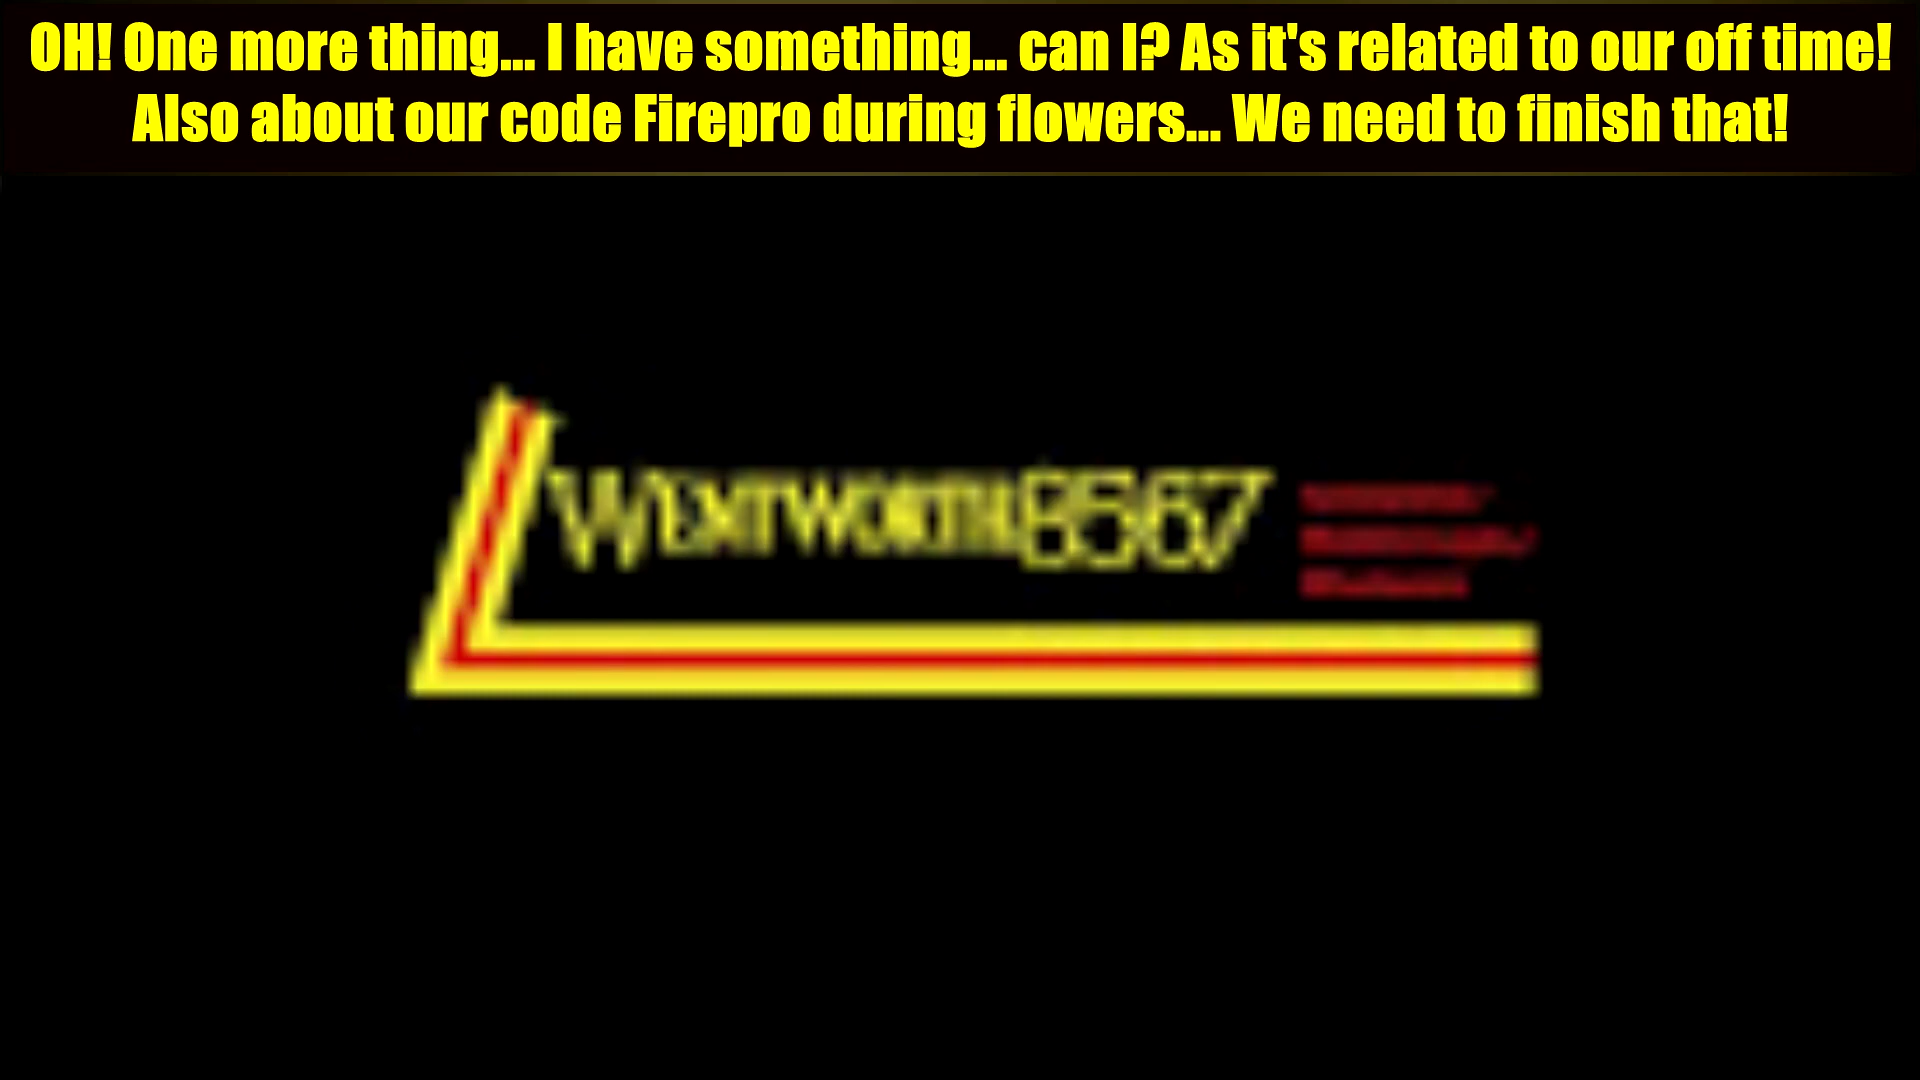 OH! One more thing... I have something... can I? As it's related to our off time!
Also about our code Firepro during flowers... We need to finish that!
WENTWORTH8567